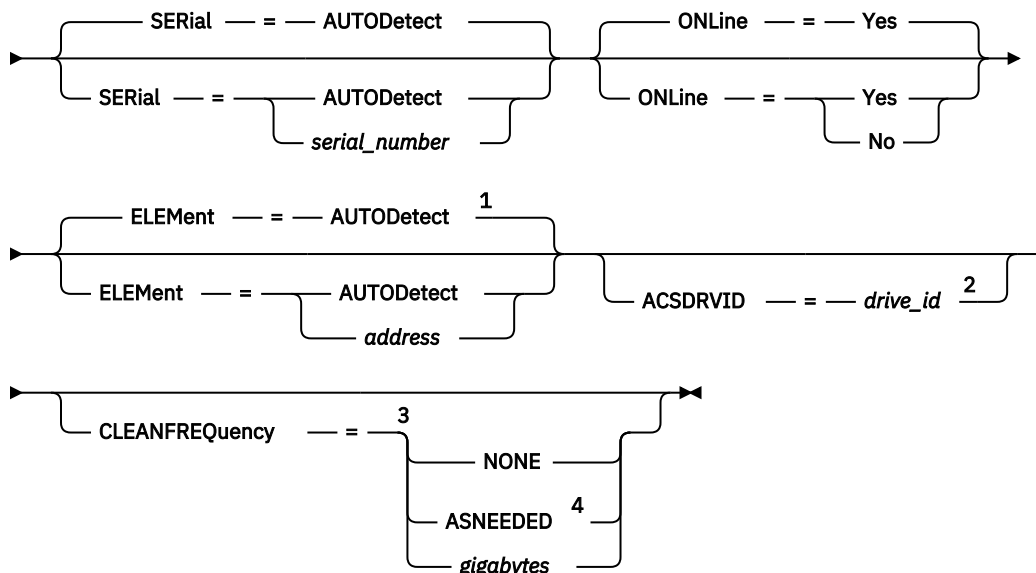 SERial = AUTODetect ONLine = Yes
SERial = AUTODetect ONLine = Yes
serial_number No
ELEMent = AUTODetect 1
ELEMent = AUTODetect ACSDRVID = drive_id 2
address
CLEANFREQuency = 3
NONE
ASNEEDED 4
gigabytes